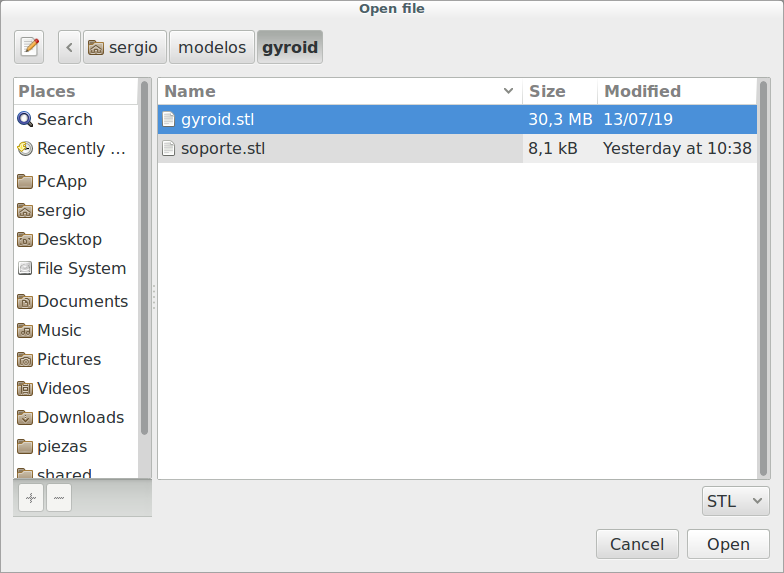 Open file
sergio modelos gyroid
Places
Search
Recently ...
PcApp
sergio
Desktop
File System
Documents
Music
Pictures
Videos
Downloads
piezas
shared
Name Size Modified
gyroid.stl 30,3 MB 13/07/19
soporte.stl 8,1 kB Yesterday at 10:38
STL
Cancel Open